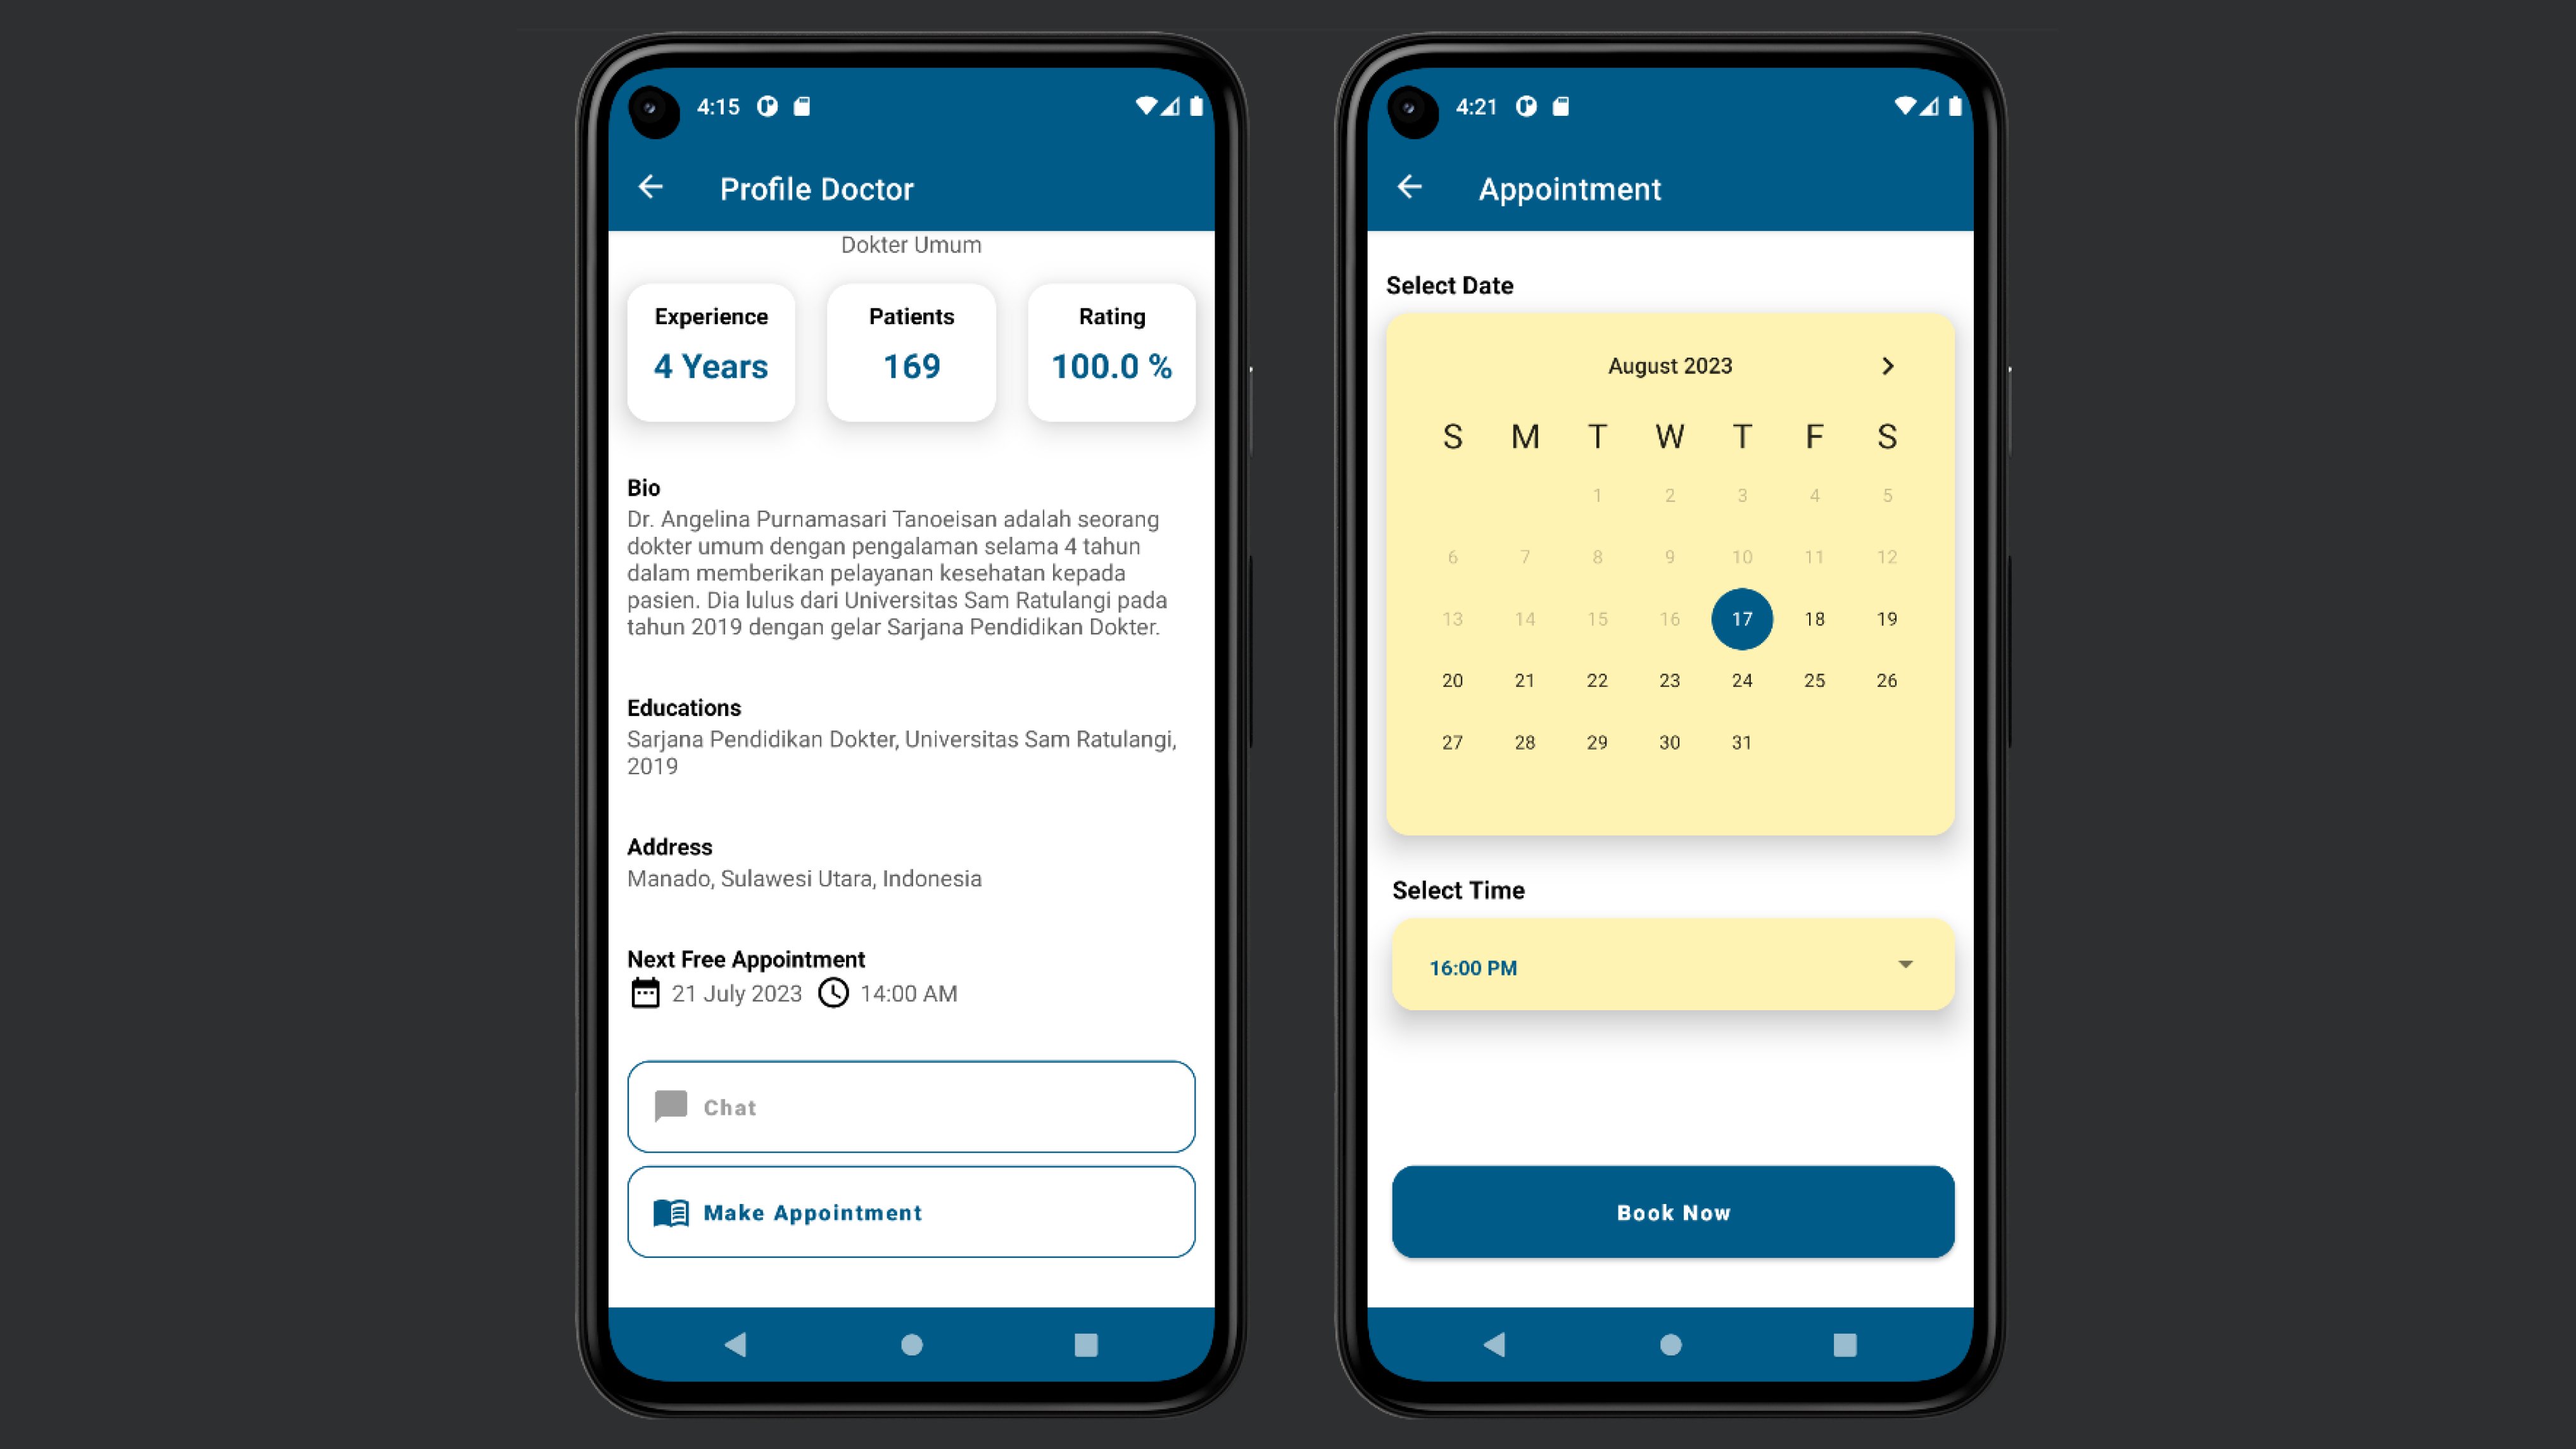 4:15
Profile Doctor
Dokter Umum
Experience
4 Years
Patients
169
Rating
100.0 %
Bio
Dr. Angelina Purnamasari Tanoeisan adalah seorang
dokter umum dengan pengalaman selama 4 tahun
dalam memberikan pelayanan kesehatan kepada
pasien. Dia lulus dari Universitas Sam Ratulangi pada
tahun 2019 dengan gelar Sarjana Pendidikan Dokter.
Educations
Sarjana Pendidikan Dokter, Universitas Sam Ratulangi,
2019
Address
Manado, Sulawesi Utara, Indonesia
Next Free Appointment
21 July 2023 14:00 AM
Chat
Make Appointment
4:21
Appointment
Select Date
August 2023
S M T W T F S
1 2 3 4 5
6 7 8 9 10 11 12
13 14 15 16 17 18 19
20 21 22 23 24 25 26
27 28 29 30 31
Select Time
16:00 PM
Book Now